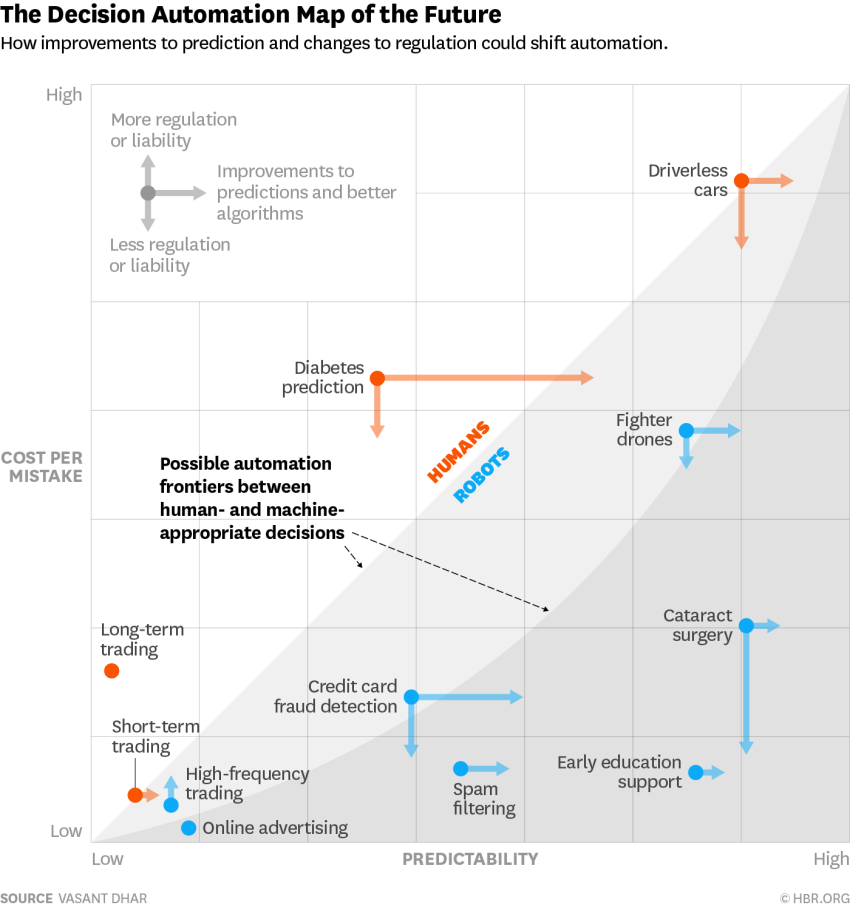 The Decision Automation Map of the Future
How improvements to prediction and changes to regulation could shift automation.
High
More regulation
or liability
Improvements to
predictions and better
algorithms
Less regulation
or liability
Driverless
cars
Diabetes
prediction
HUMANS
ROBOTS
Fighter
drones
COST PER
MISTAKE
Possible automation
frontiers between
human- and machine-
appropriate decisions
Long-term
trading
Cataract
surgery
Credit card
fraud detection
Short-term
trading
High-frequency
trading
Spam
filtering
Early education
support
Online advertising
Low
Low
PREDICTABILITY
High
SOURCE VASANT DHAR
© HBR.ORG